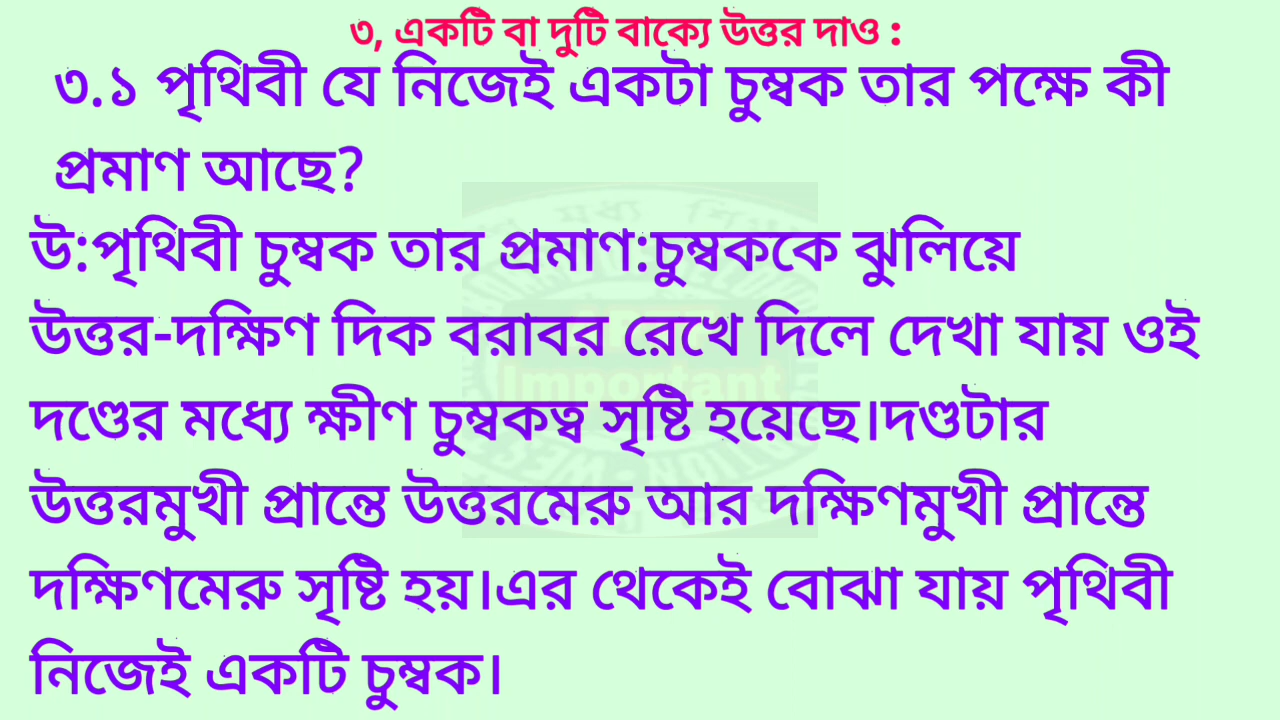 ৩, একটি বা দুটি বাক্যে উত্তর দাও :
৩.১ পৃথিবী যে নিজেই একটা চুম্বক তার পক্ষে কী
প্রমাণ আছে?
উ:পৃথিবী চুম্বক তার প্রমাণ:চুম্বককে ঝুলিয়ে
উত্তর-দক্ষিণ দিক বরাবর রেখে দিলে দেখা যায় ওই
দণ্ডের মধ্যে ক্ষীণ চুম্বকত্ব সৃষ্টি হয়েছে।দণ্ডটার
উত্তরমুখী প্রান্তে উত্তরমেরু আর দক্ষিণমুখী প্রান্তে
দক্ষিণমেরু সৃষ্টি হয়।এর থেকেই বোঝা যায় পৃথিবী
নিজেই একটি চুম্বক।
Important